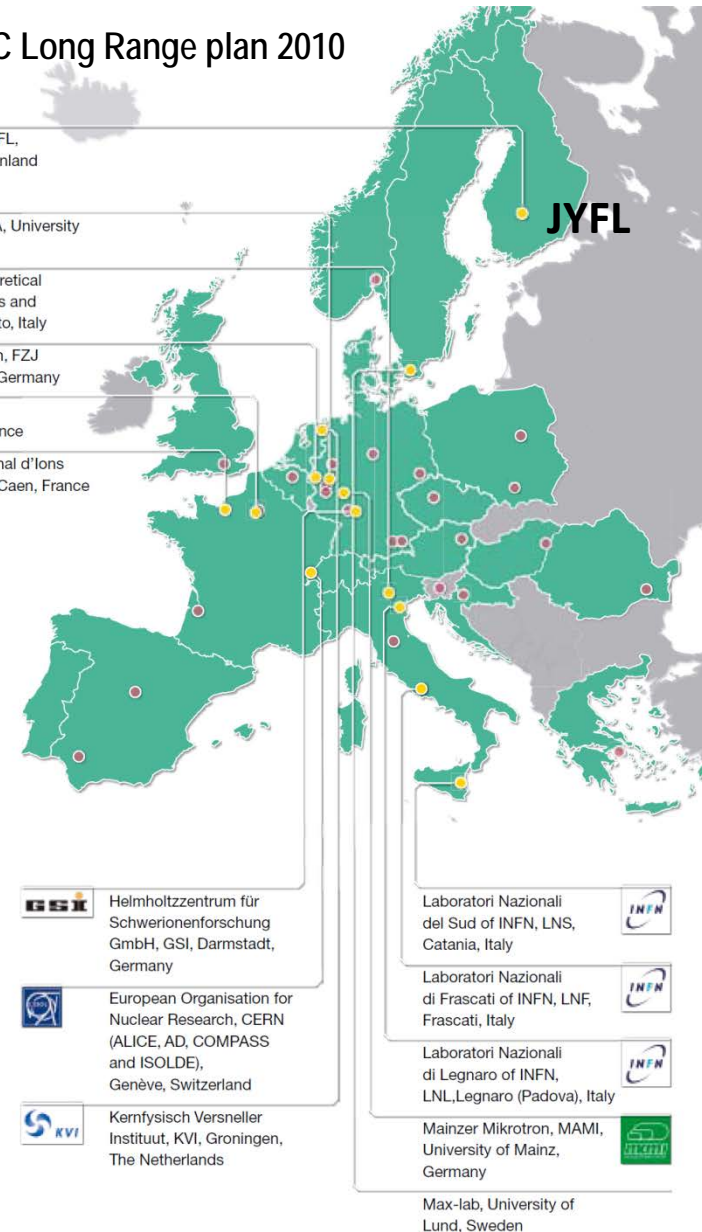 C Long Range plan 2010
FL,
nland
JYFL
A, University
retical
s and
to, Italy
n, FZJ
Germany
nce
nal d'Ions
Caen, France
GSI
Helmholtzzentrum für
Schwerionenforschung
GmbH, GSI, Darmstadt,
Germany
CERN
European Organisation for
Nuclear Research, CERN
(ALICE, AD, COMPASS
and ISOLDE),
Genève, Switzerland
KVI
Kernfysisch Versneller
Instituut, KVI, Groningen,
The Netherlands
Laboratori Nazionali
del Sud of INFN, LNS,
Catania, Italy
INFN
Laboratori Nazionali
di Frascati of INFN, LNF,
Frascati, Italy
INFN
Laboratori Nazionali
di Legnaro of INFN,
LNL,Legnaro (Padova), Italy
INFN
Mainzer Mikrotron, MAMI,
University of Mainz,
Germany
MAMI
Max-lab, University of
Lund, Sweden